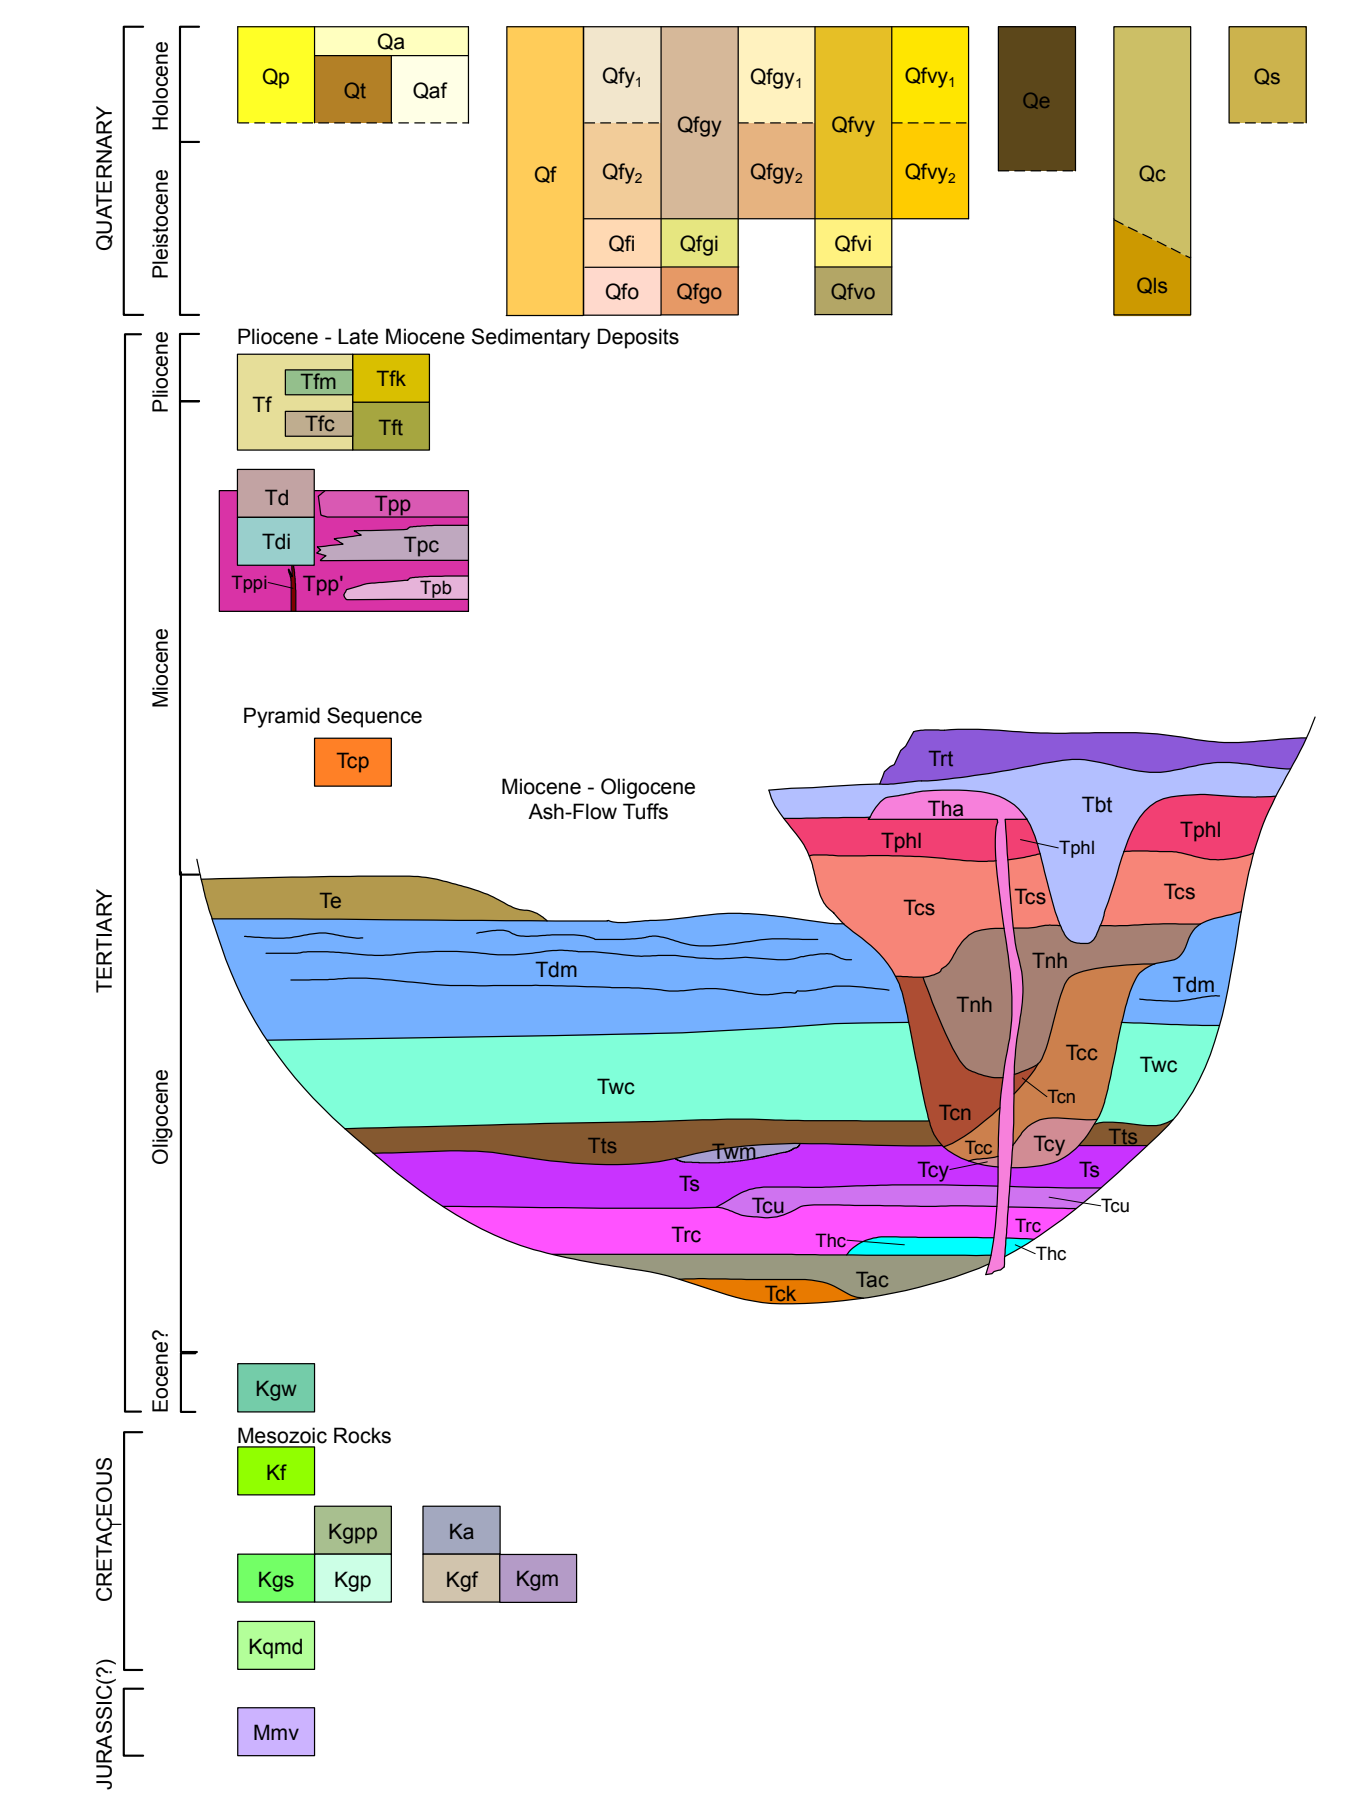 QUATERNARY
Holocene
Pleistocene
Qp
Qa
Qt
Qaf
Qf
Qfy1
Qfy2
Qfi
Qfo
Qfgy
Qfgi
Qfgo
Qfgy1
Qfgy2
Qfvy
Qfvi
Qfvo
Qfvy1
Qfvy2
Qe
Qc
Qls
Qs
TERTIARY
Pliocene
Miocene
Oligocene
Eocene?
Pliocene - Late Miocene Sedimentary Deposits
Tf
Tfm
Tfc
Tfk
Tft
Td
Tdi
Tpp
Tpc
Tppi
Tpp'
Tpb
Pyramid Sequence
Tcp
Miocene - Oligocene
Ash-Flow Tuffs
Trt
Tbt
Tha
Tphl
Tphl
Tphl
Tcs
Tcs
Tcs
Te
Tdm
Tnh
Tnh
Tdm
Twc
Tcc
Twc
Tcn
Tcn
Tts
Twm
Tcc
Tcy
Tts
Tcy
Ts
Ts
Tcu
Tcu
Trc
Trc
Thc
Thc
Tac
Tck
Kgw
CRETACEOUS
Mesozoic Rocks
Kf
Kgpp
Ka
Kgs
Kgp
Kgf
Kgm
Kqmd
JURASSIC(?)
Mmv